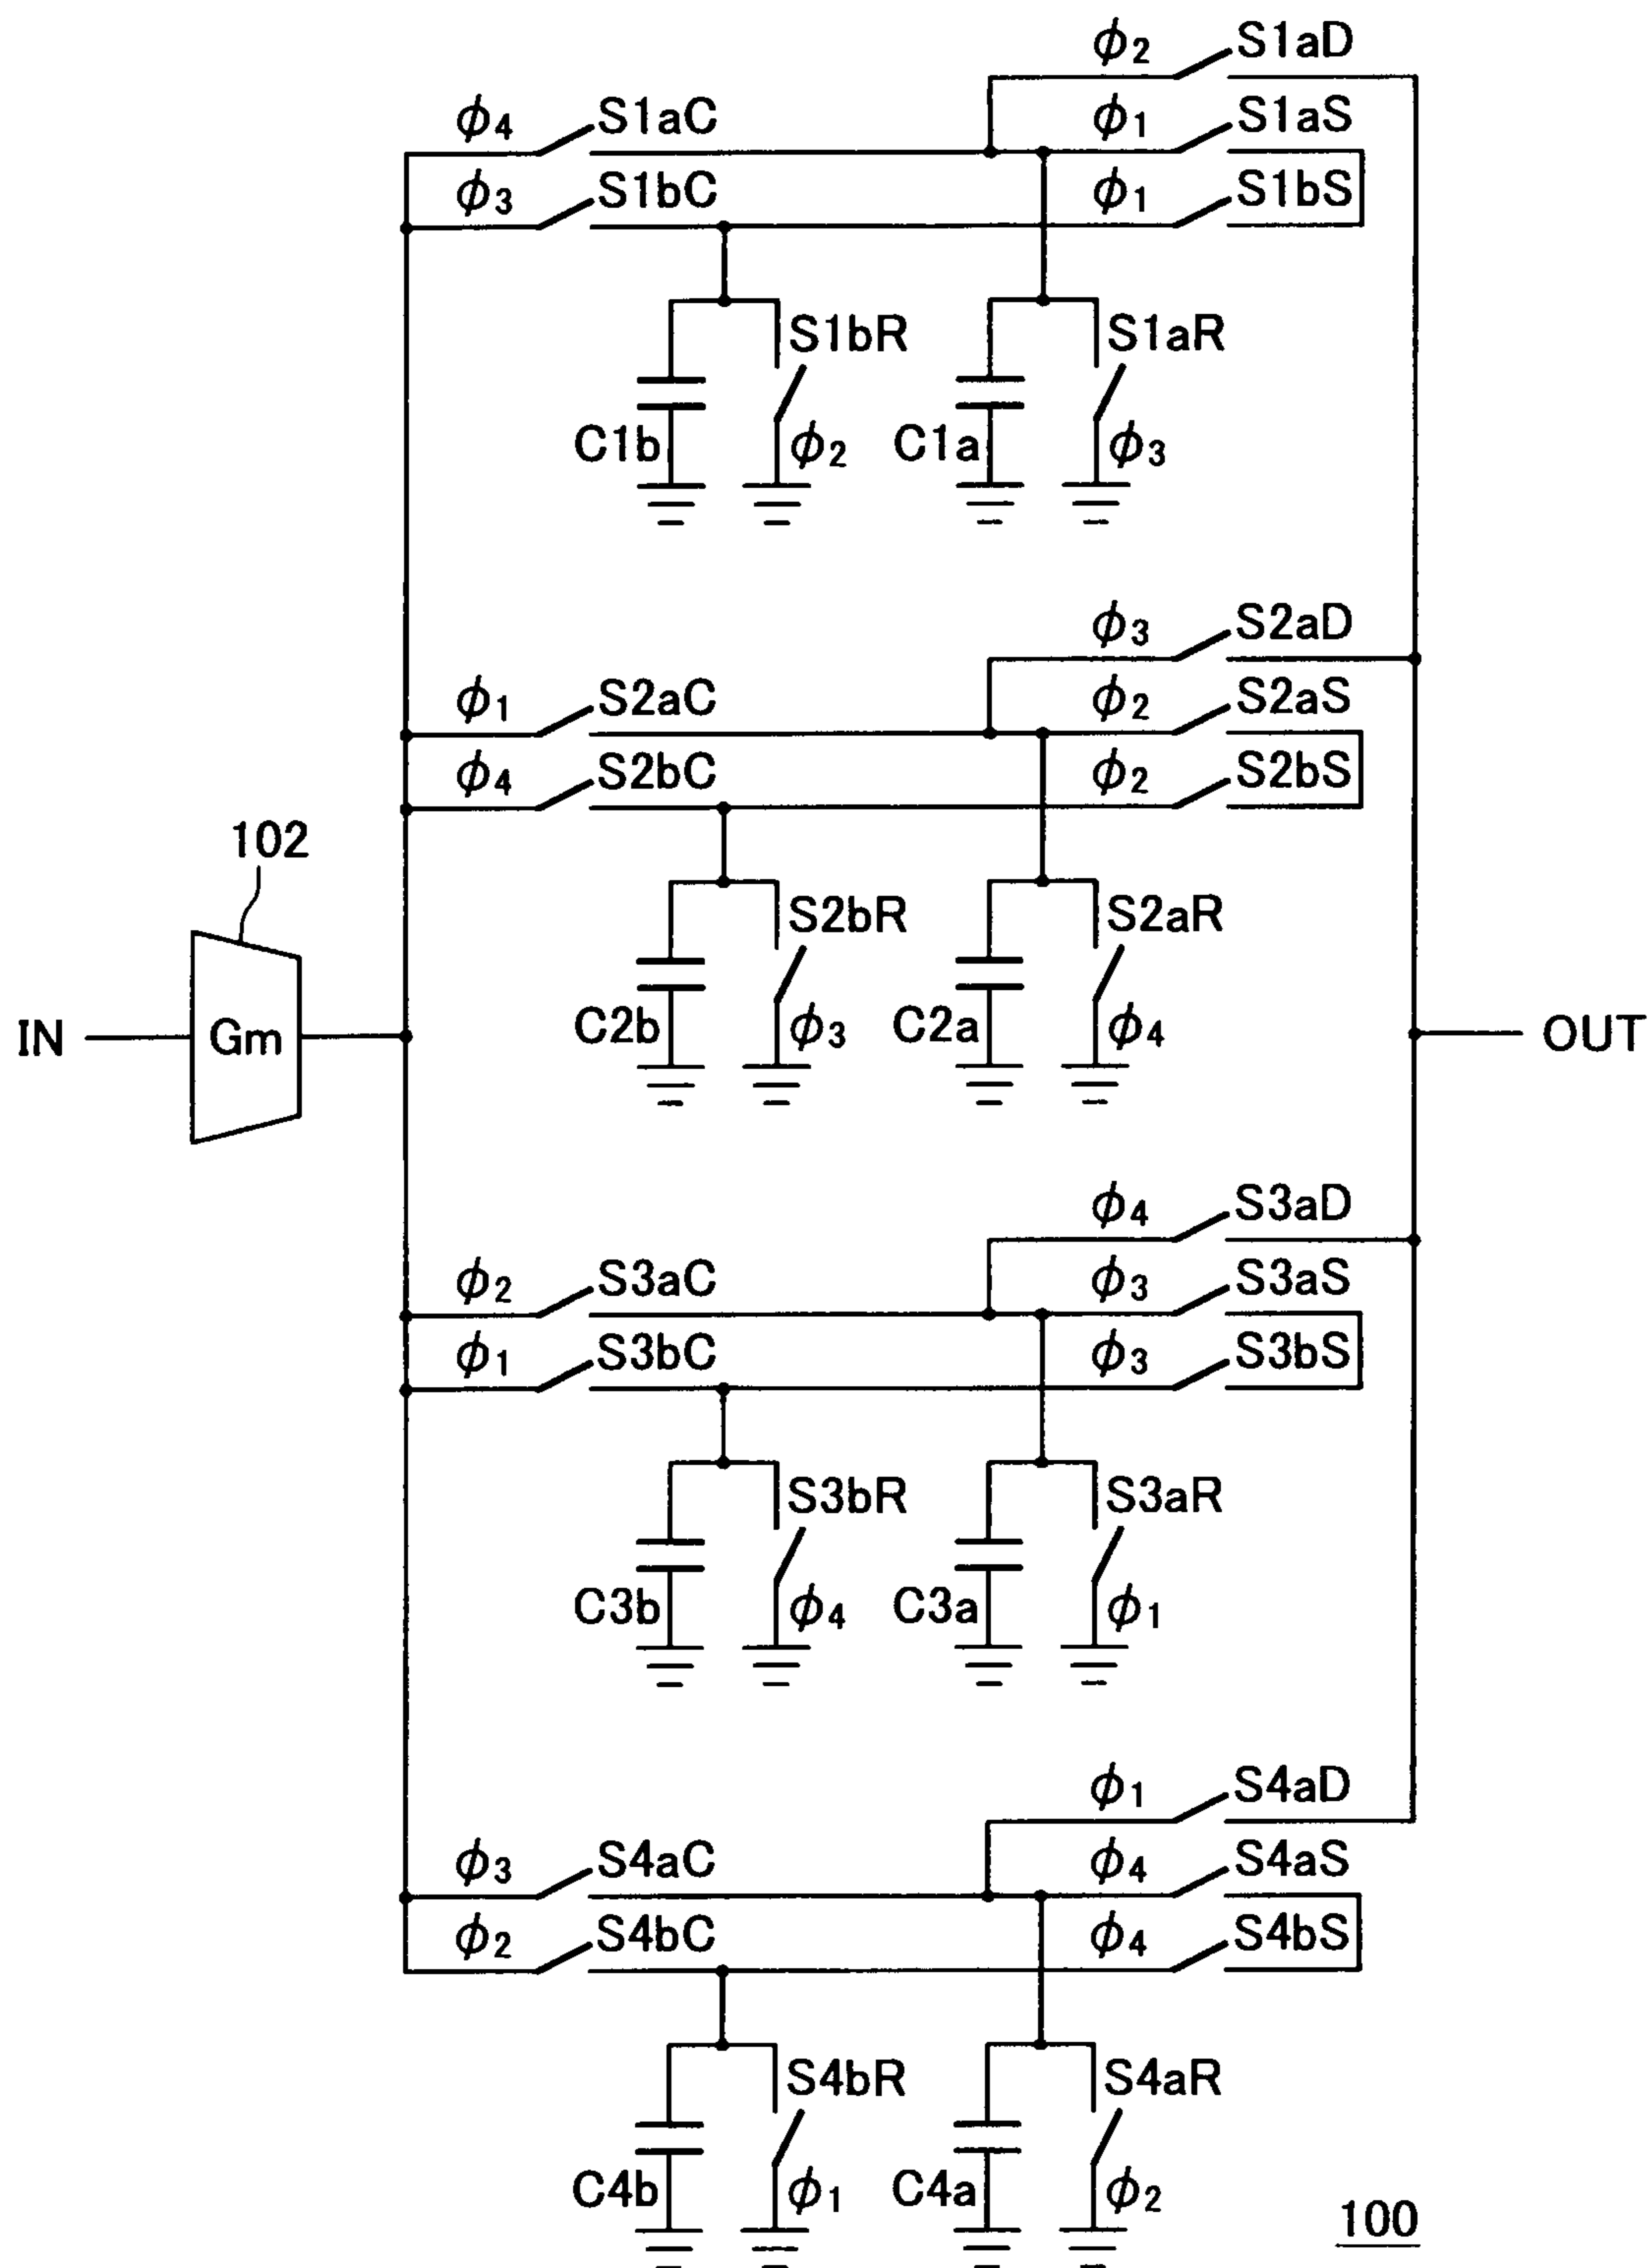 ϕ2 S1aD
ϕ4 S1aC ϕ1 S1aS
ϕ3 S1bC ϕ1 S1bS
S1bR S1aR
C1b ϕ2 C1a ϕ3
ϕ3 S2aD
ϕ1 S2aC ϕ2 S2aS
ϕ4 S2bC ϕ2 S2bS
102
S2bR S2aR
IN Gm C2b ϕ3 C2a ϕ4 OUT
ϕ4 S3aD
ϕ2 S3aC ϕ3 S3aS
ϕ1 S3bC ϕ3 S3bS
S3bR S3aR
C3b ϕ4 C3a ϕ1
ϕ1 S4aD
ϕ3 S4aC ϕ4 S4aS
ϕ2 S4bC ϕ4 S4bS
S4bR S4aR
C4b ϕ1 C4a ϕ2
100